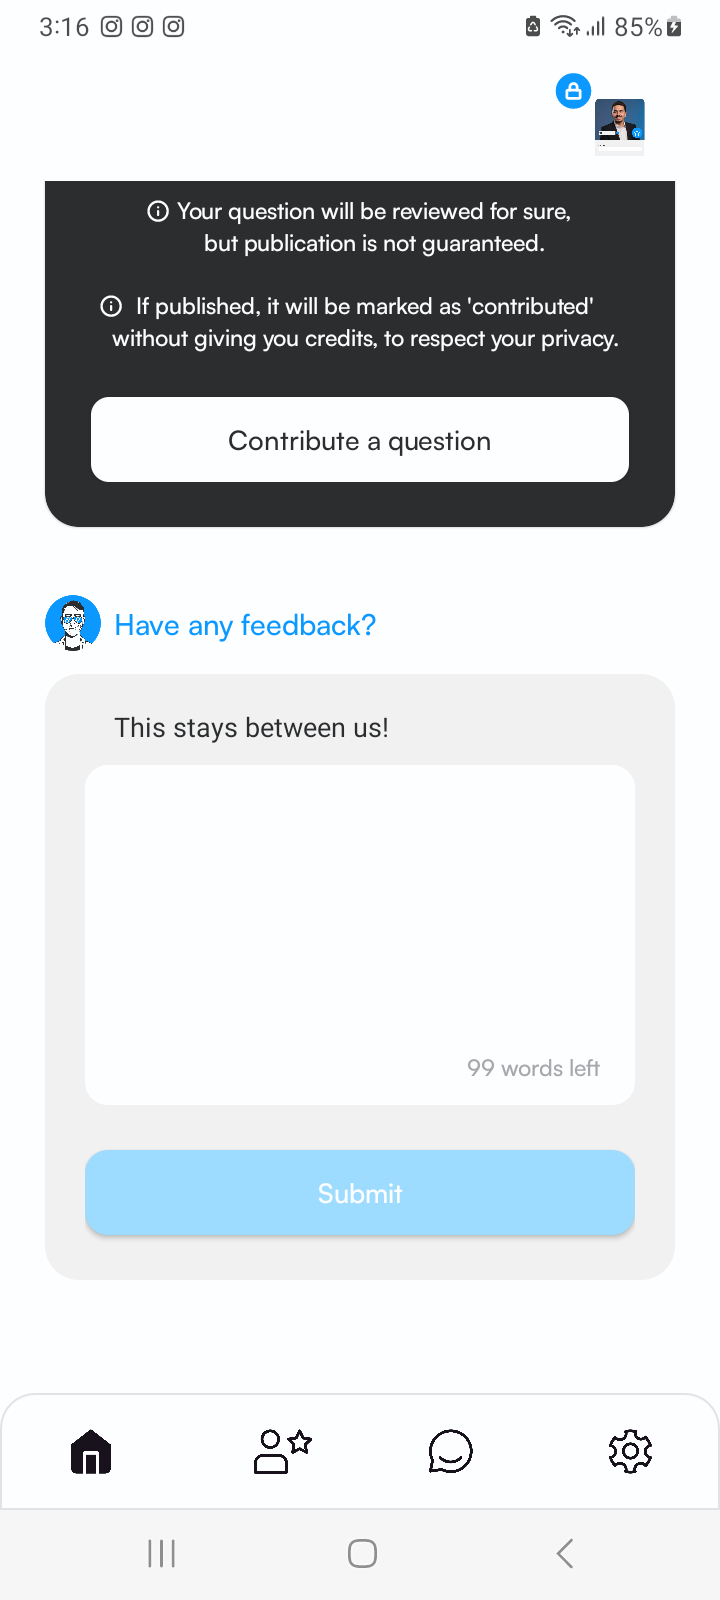 3:16
85%
Your question will be reviewed for sure,
but publication is not guaranteed.
If published, it will be marked as 'contributed'
without giving you credits, to respect your privacy.
Contribute a question
Have any feedback?
This stays between us!
99 words left
Submit